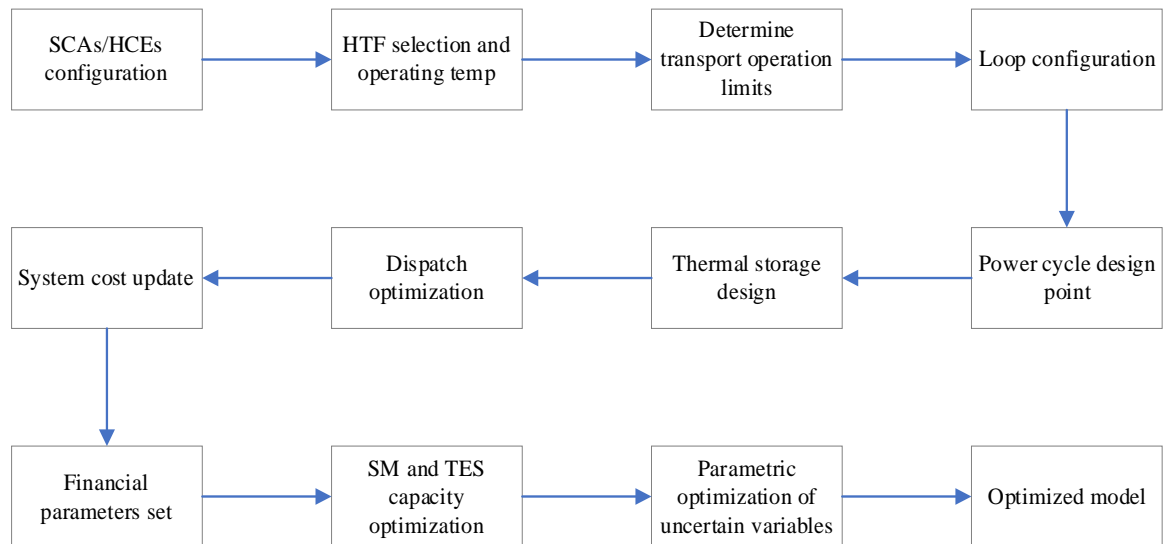 SCAs/HCEs
configuration
HTF selection and
operating temp
Determine
transport operation
limits
Loop configuration
System cost update
Dispatch
optimization
Thermal storage
design
Power cycle design
point
Financial
parameters set
SM and TES
capacity
optimization
Parametric
optimization of
uncertain variables
Optimized model